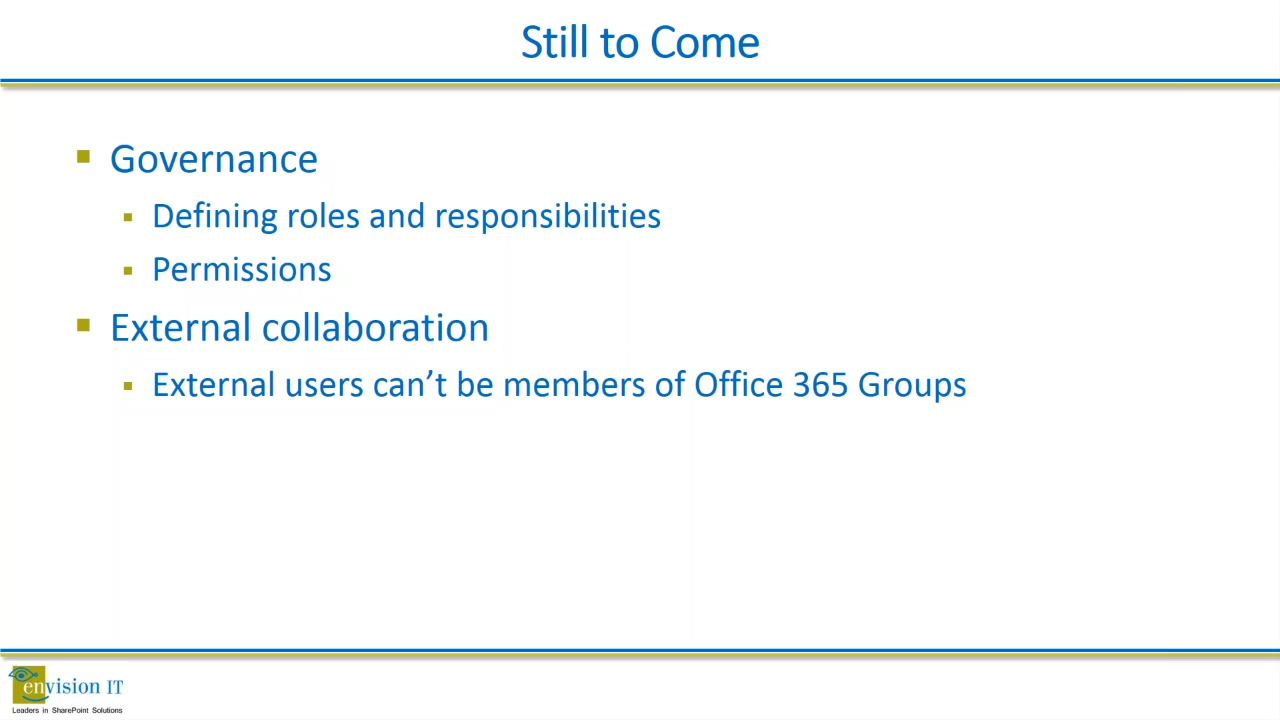 Still to Come
Governance
Defining roles and responsibilities
Permissions
External collaboration
External users can’t be members of Office 365 Groups
envision IT
Leaders in SharePoint Solutions